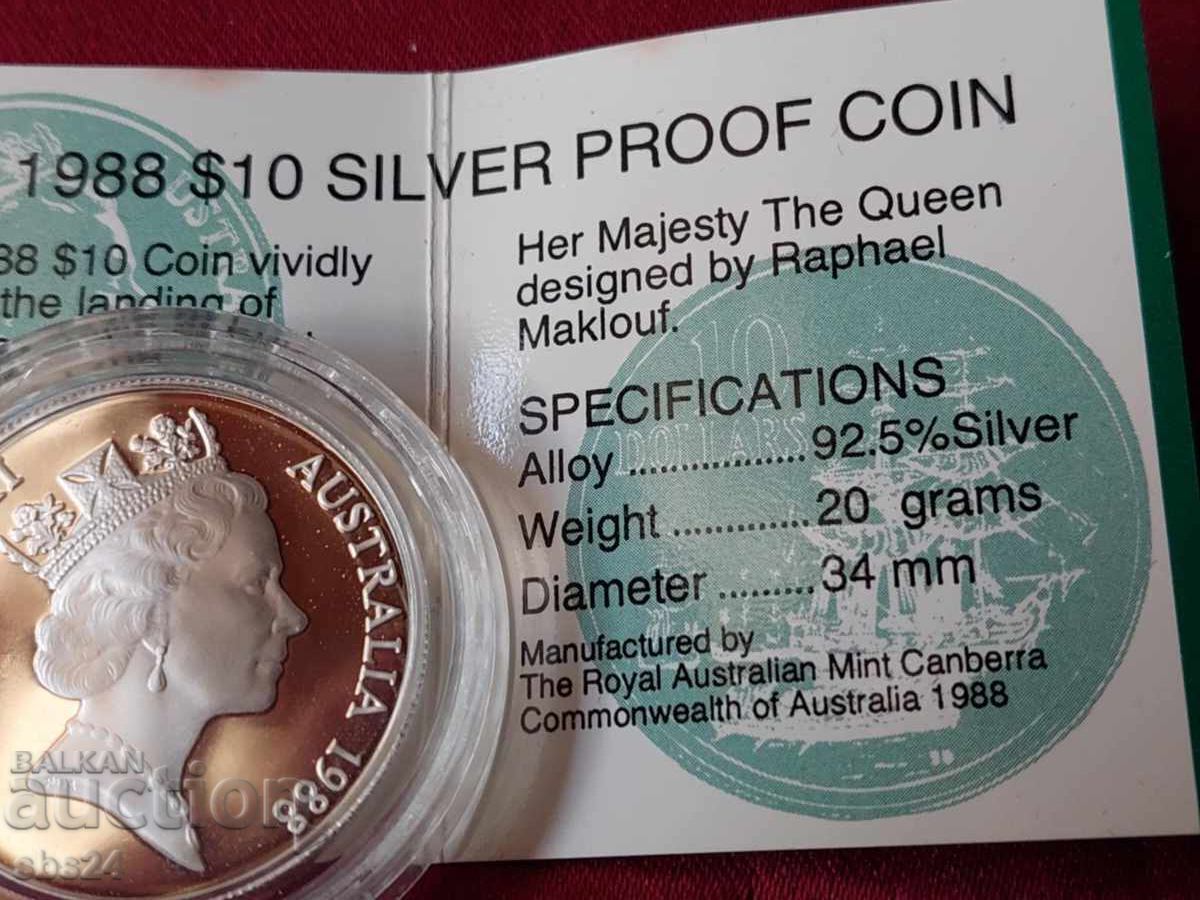 1988 $10 SILVER PROOF COIN
88 $10 Coin vividly
the landing of
Her Majesty The Queen
designed by Raphael
Maklouf.
SPECIFICATIONS
Alloy ................. 92.5% Silver
Weight ............. 20 grams
Diameter ......... 34 mm
Manufactured by
The Royal Australian Mint Canberra
Commonwealth of Australia 1988
10
DOLLARS
AUSTRALIA 1988
BALKAN
auction
sbs24